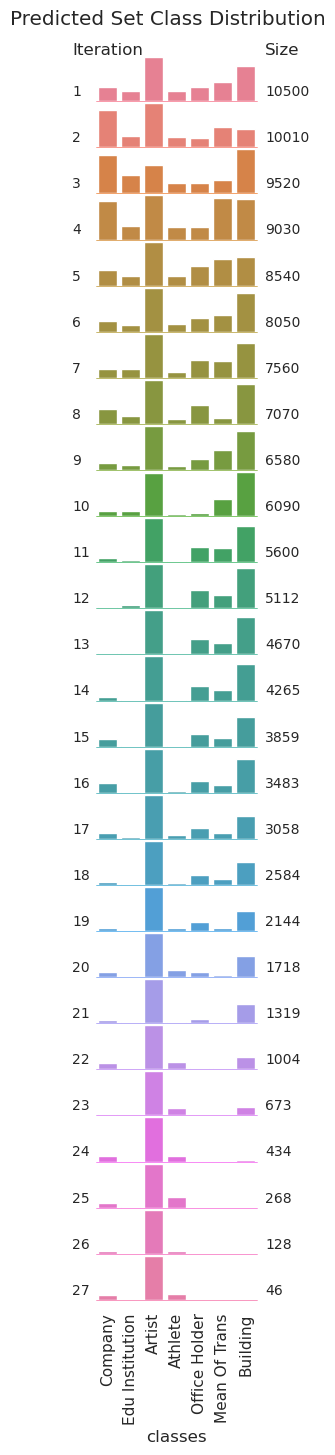 Predicted Set Class Distribution
Iteration Size
1 10500
2 10010
3 9520
4 9030
5 8540
6 8050
7 7560
8 7070
9 6580
10 6090
11 5600
12 5112
13 4670
14 4265
15 3859
16 3483
17 3058
18 2584
19 2144
20 1718
21 1319
22 1004
23 673
24 434
25 268
26 128
27 46
Company
Edu Institution
Artist
Athlete
Office Holder
Mean Of Trans
Building
classes